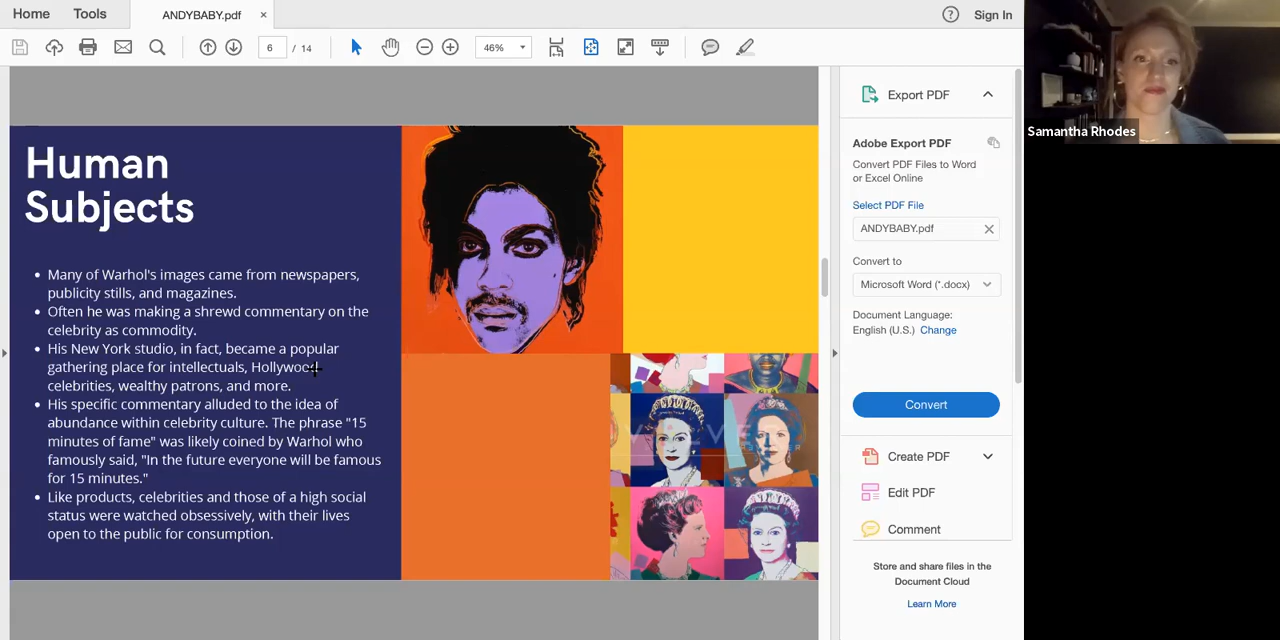 Home
Tools
ANDYBABY.pdf
Sign In
6 / 14
46%
Human
Subjects
• Many of Warhol's images came from newspapers,
publicity stills, and magazines.
• Often he was making a shrewd commentary on the
celebrity as commodity.
• His New York studio, in fact, became a popular
gathering place for intellectuals, Hollywood
celebrities, wealthy patrons, and more.
• His specific commentary alluded to the idea of
abundance within celebrity culture. The phrase "15
minutes of fame" was likely coined by Warhol who
famously said, "In the future everyone will be famous
for 15 minutes."
• Like products, celebrities and those of a high social
status were watched obsessively, with their lives
open to the public for consumption.
Export PDF
Adobe Export PDF
Convert PDF Files to Word
or Excel Online
Select PDF File
ANDYBABY.pdf
Convert to
Microsoft Word (*.docx)
Document Language:
English (U.S.) Change
Convert
Create PDF
Edit PDF
Comment
Store and share files in the
Document Cloud
Learn More
Samantha Rhodes